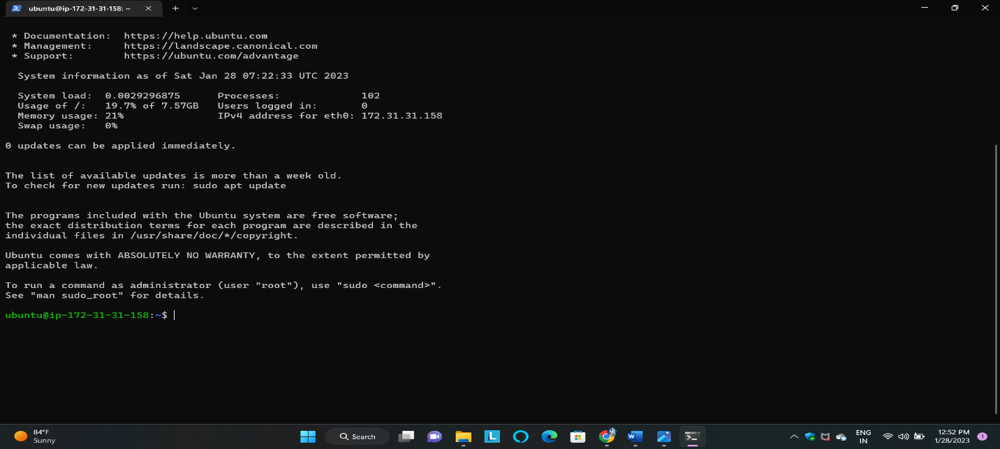 ubuntu@ip-172-31-31-158: ~
* Documentation:  https://help.ubuntu.com
* Management:     https://landscape.canonical.com
* Support:        https://ubuntu.com/advantage
System information as of Sat Jan 28 07:22:33 UTC 2023
System load:  0.0029296875      Processes:             102
Usage of /:   19.7% of 7.57GB   Users logged in:       0
Memory usage: 21%               IPv4 address for eth0: 172.31.31.158
Swap usage:   0%
0 updates can be applied immediately.
The list of available updates is more than a week old.
To check for new updates run: sudo apt update
The programs included with the Ubuntu system are free software;
the exact distribution terms for each program are described in the
individual files in /usr/share/doc/*/copyright.
Ubuntu comes with ABSOLUTELY NO WARRANTY, to the extent permitted by
applicable law.
To run a command as administrator (user "root"), use "sudo <command>".
See "man sudo_root" for details.
ubuntu@ip-172-31-31-158:~$
84°F
Sunny
Search
L
W
ENG
IN
12:52 PM
1/28/2023
1